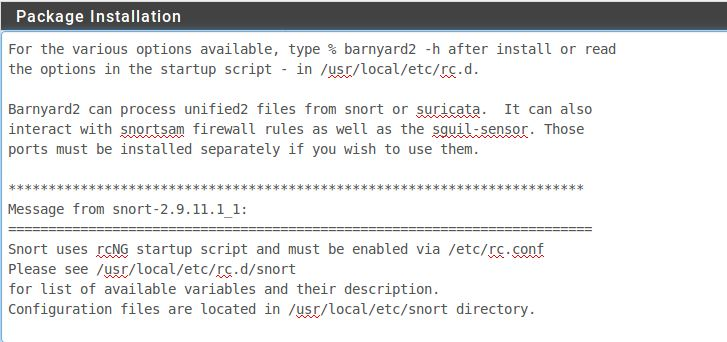 Package Installation
For the various options available, type % barnyard2 -h after install or read
the options in the startup script - in /usr/local/etc/rc.d.
Barnyard2 can process unified2 files from snort or suricata.  It can also
interact with snortsam firewall rules as well as the sguil-sensor. Those
ports must be installed separately if you wish to use them.
************************************************************************
Message from snort-2.9.11.1_1:
=========================================================================
Snort uses rcNG startup script and must be enabled via /etc/rc.conf
Please see /usr/local/etc/rc.d/snort
for list of available variables and their description.
Configuration files are located in /usr/local/etc/snort directory.